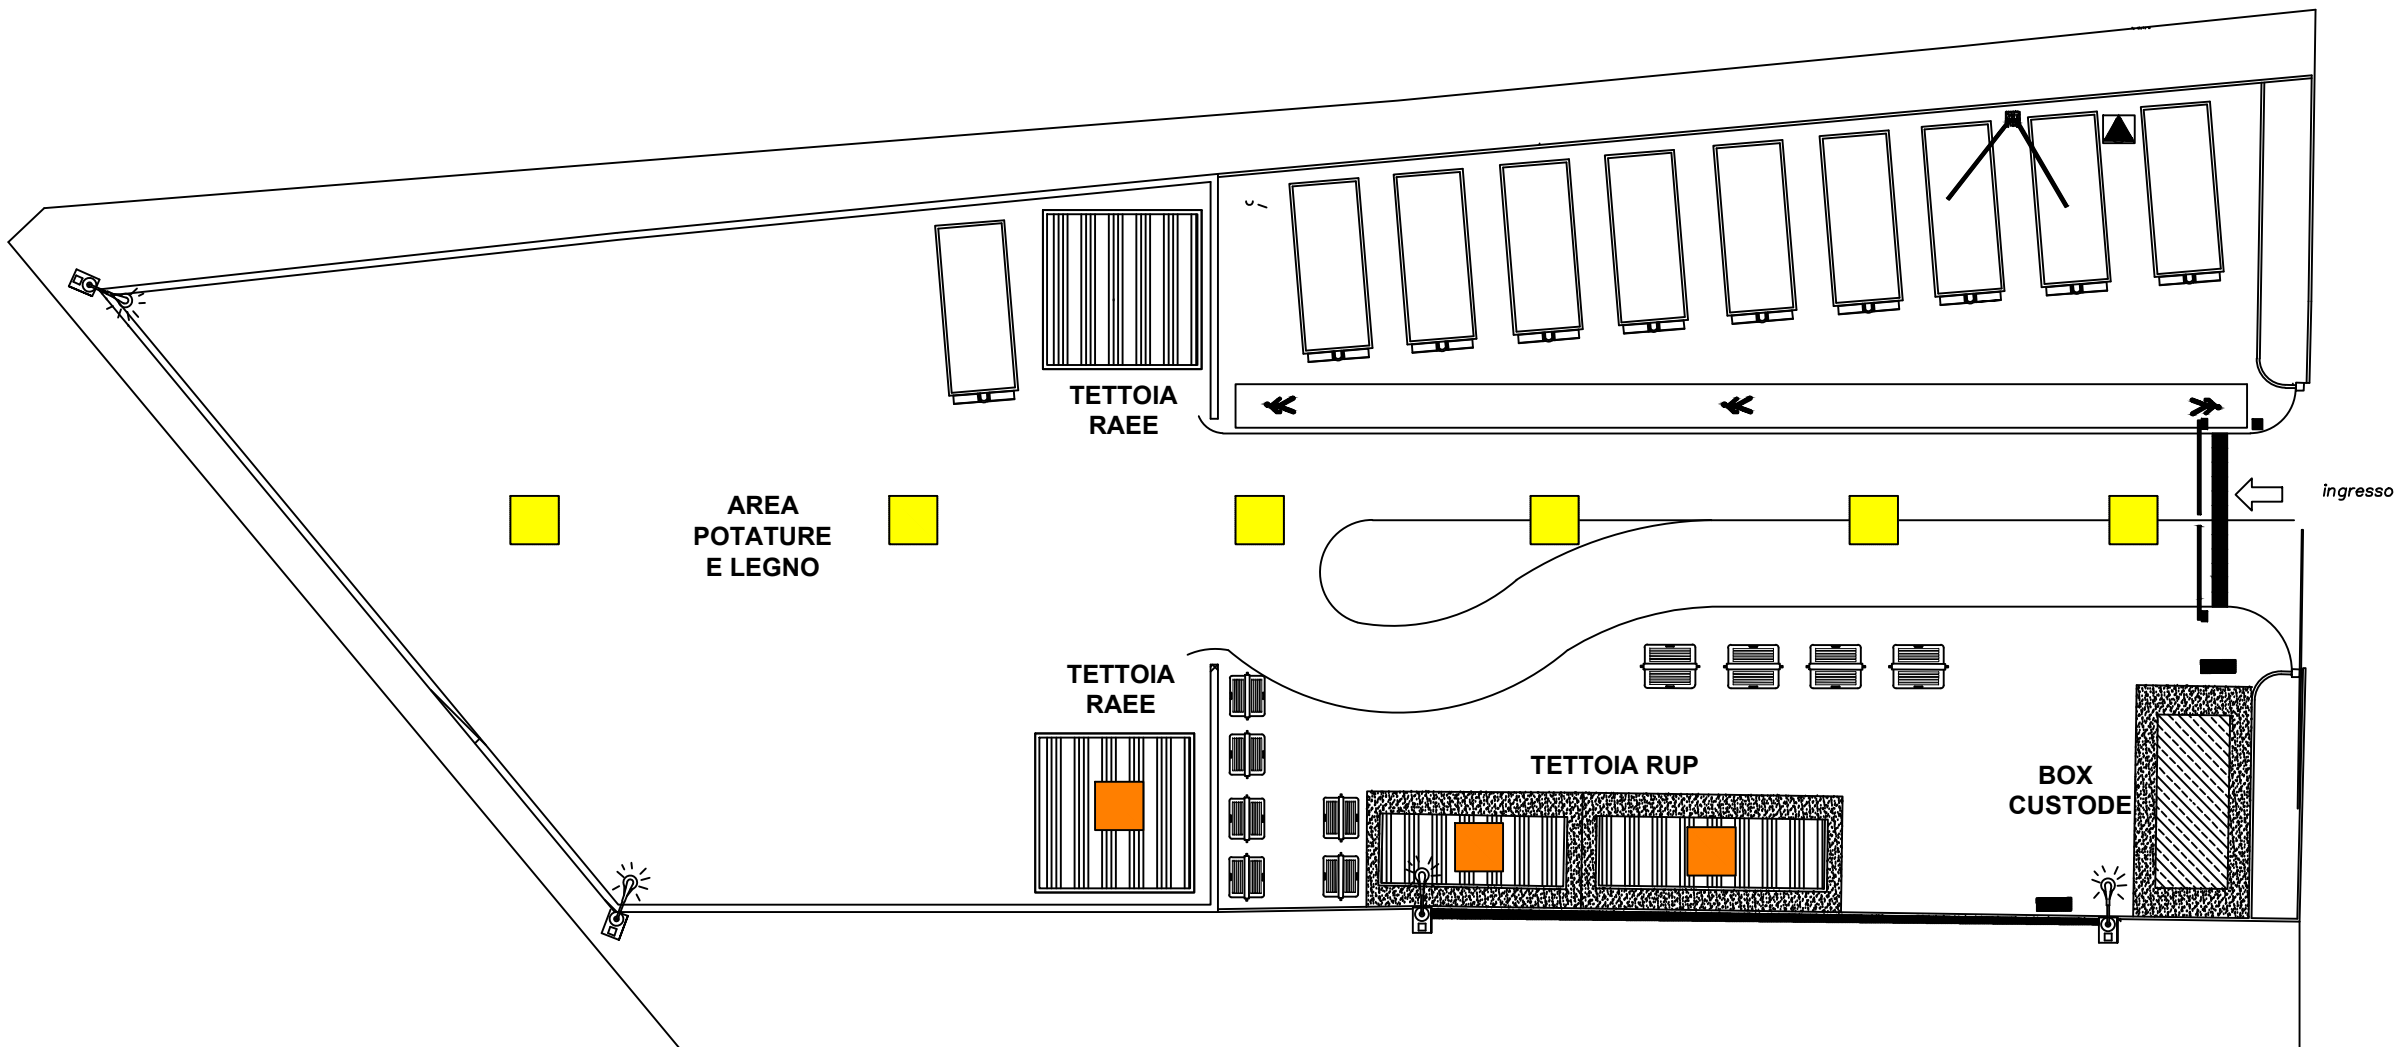 TETTOIA
RAEE
ingresso
AREA
POTATURE
E LEGNO
TETTOIA
RAEE
TETTOIA RUP
BOX
CUSTODE